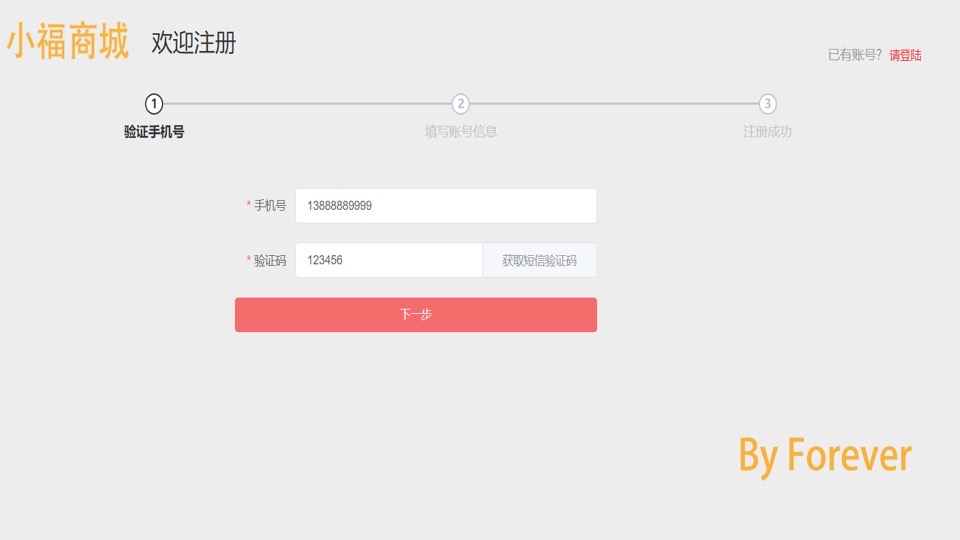 小福商城 欢迎注册
已有账号? 请登陆
1 2 3
验证手机号 填写账号信息 注册成功
* 手机号 13888889999
* 验证码 123456 获取短信验证码
下一步
By Forever